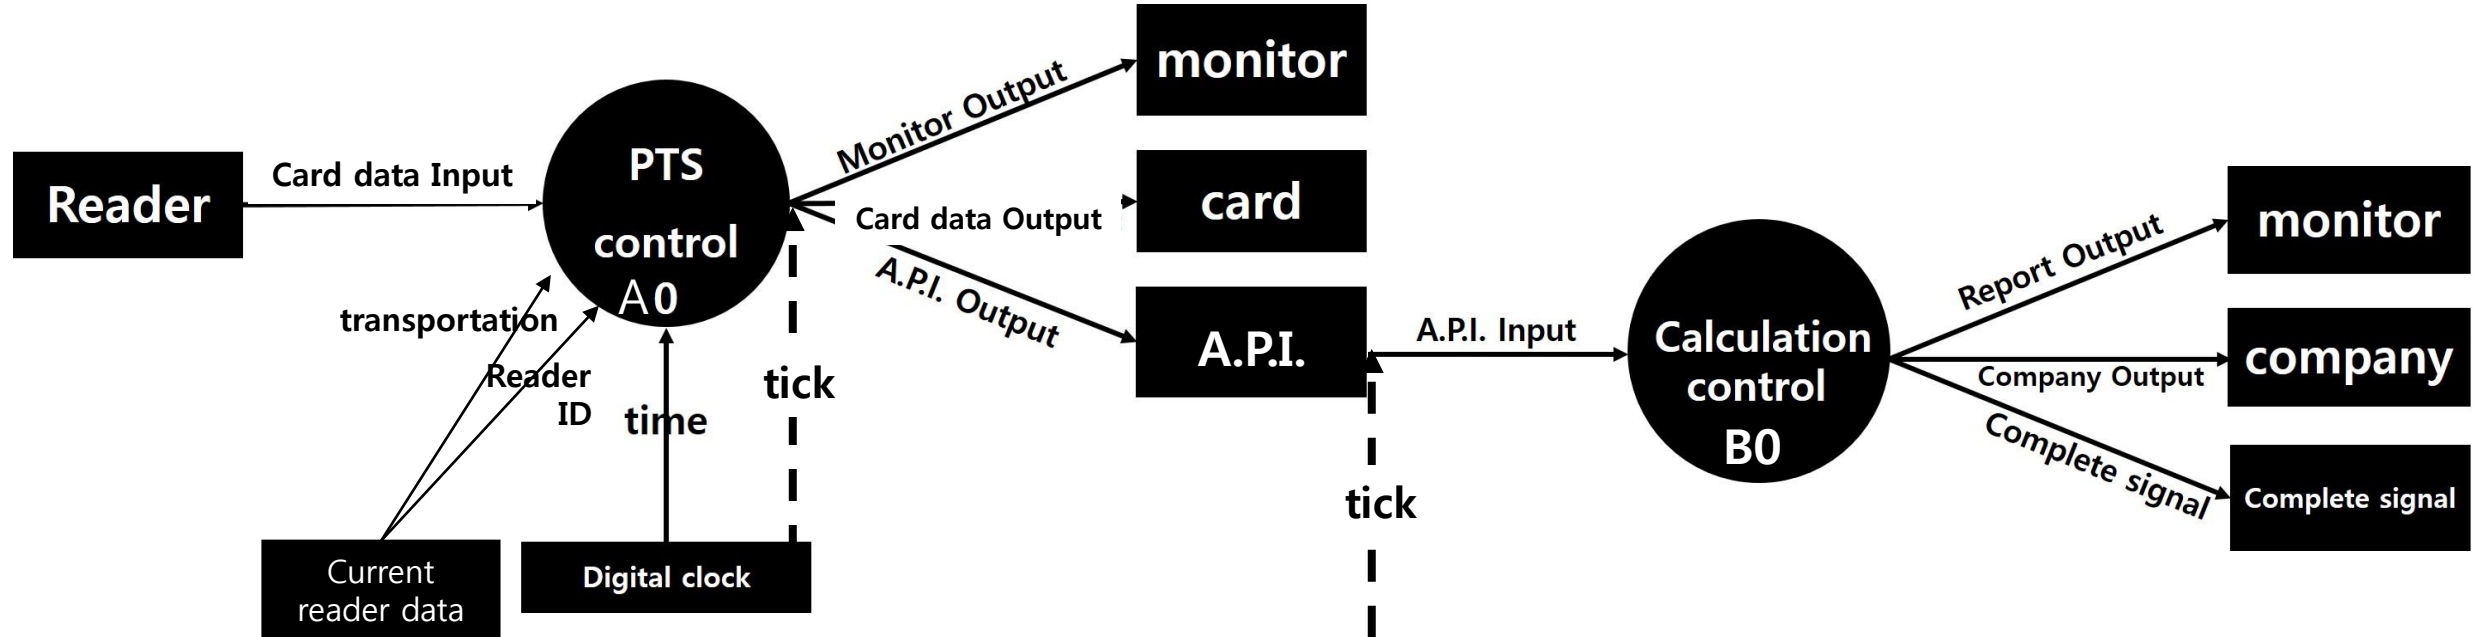 Reader
Card data Input
PTS
control
A0
transportation
Reader
ID
time
tick
Current
reader data
Digital clock
Monitor Output
Card data Output
A.P.I. Output
monitor
card
A.P.I.
A.P.I. Input
tick
Calculation
control
B0
Report Output
Company Output
Complete signal
monitor
company
Complete signal